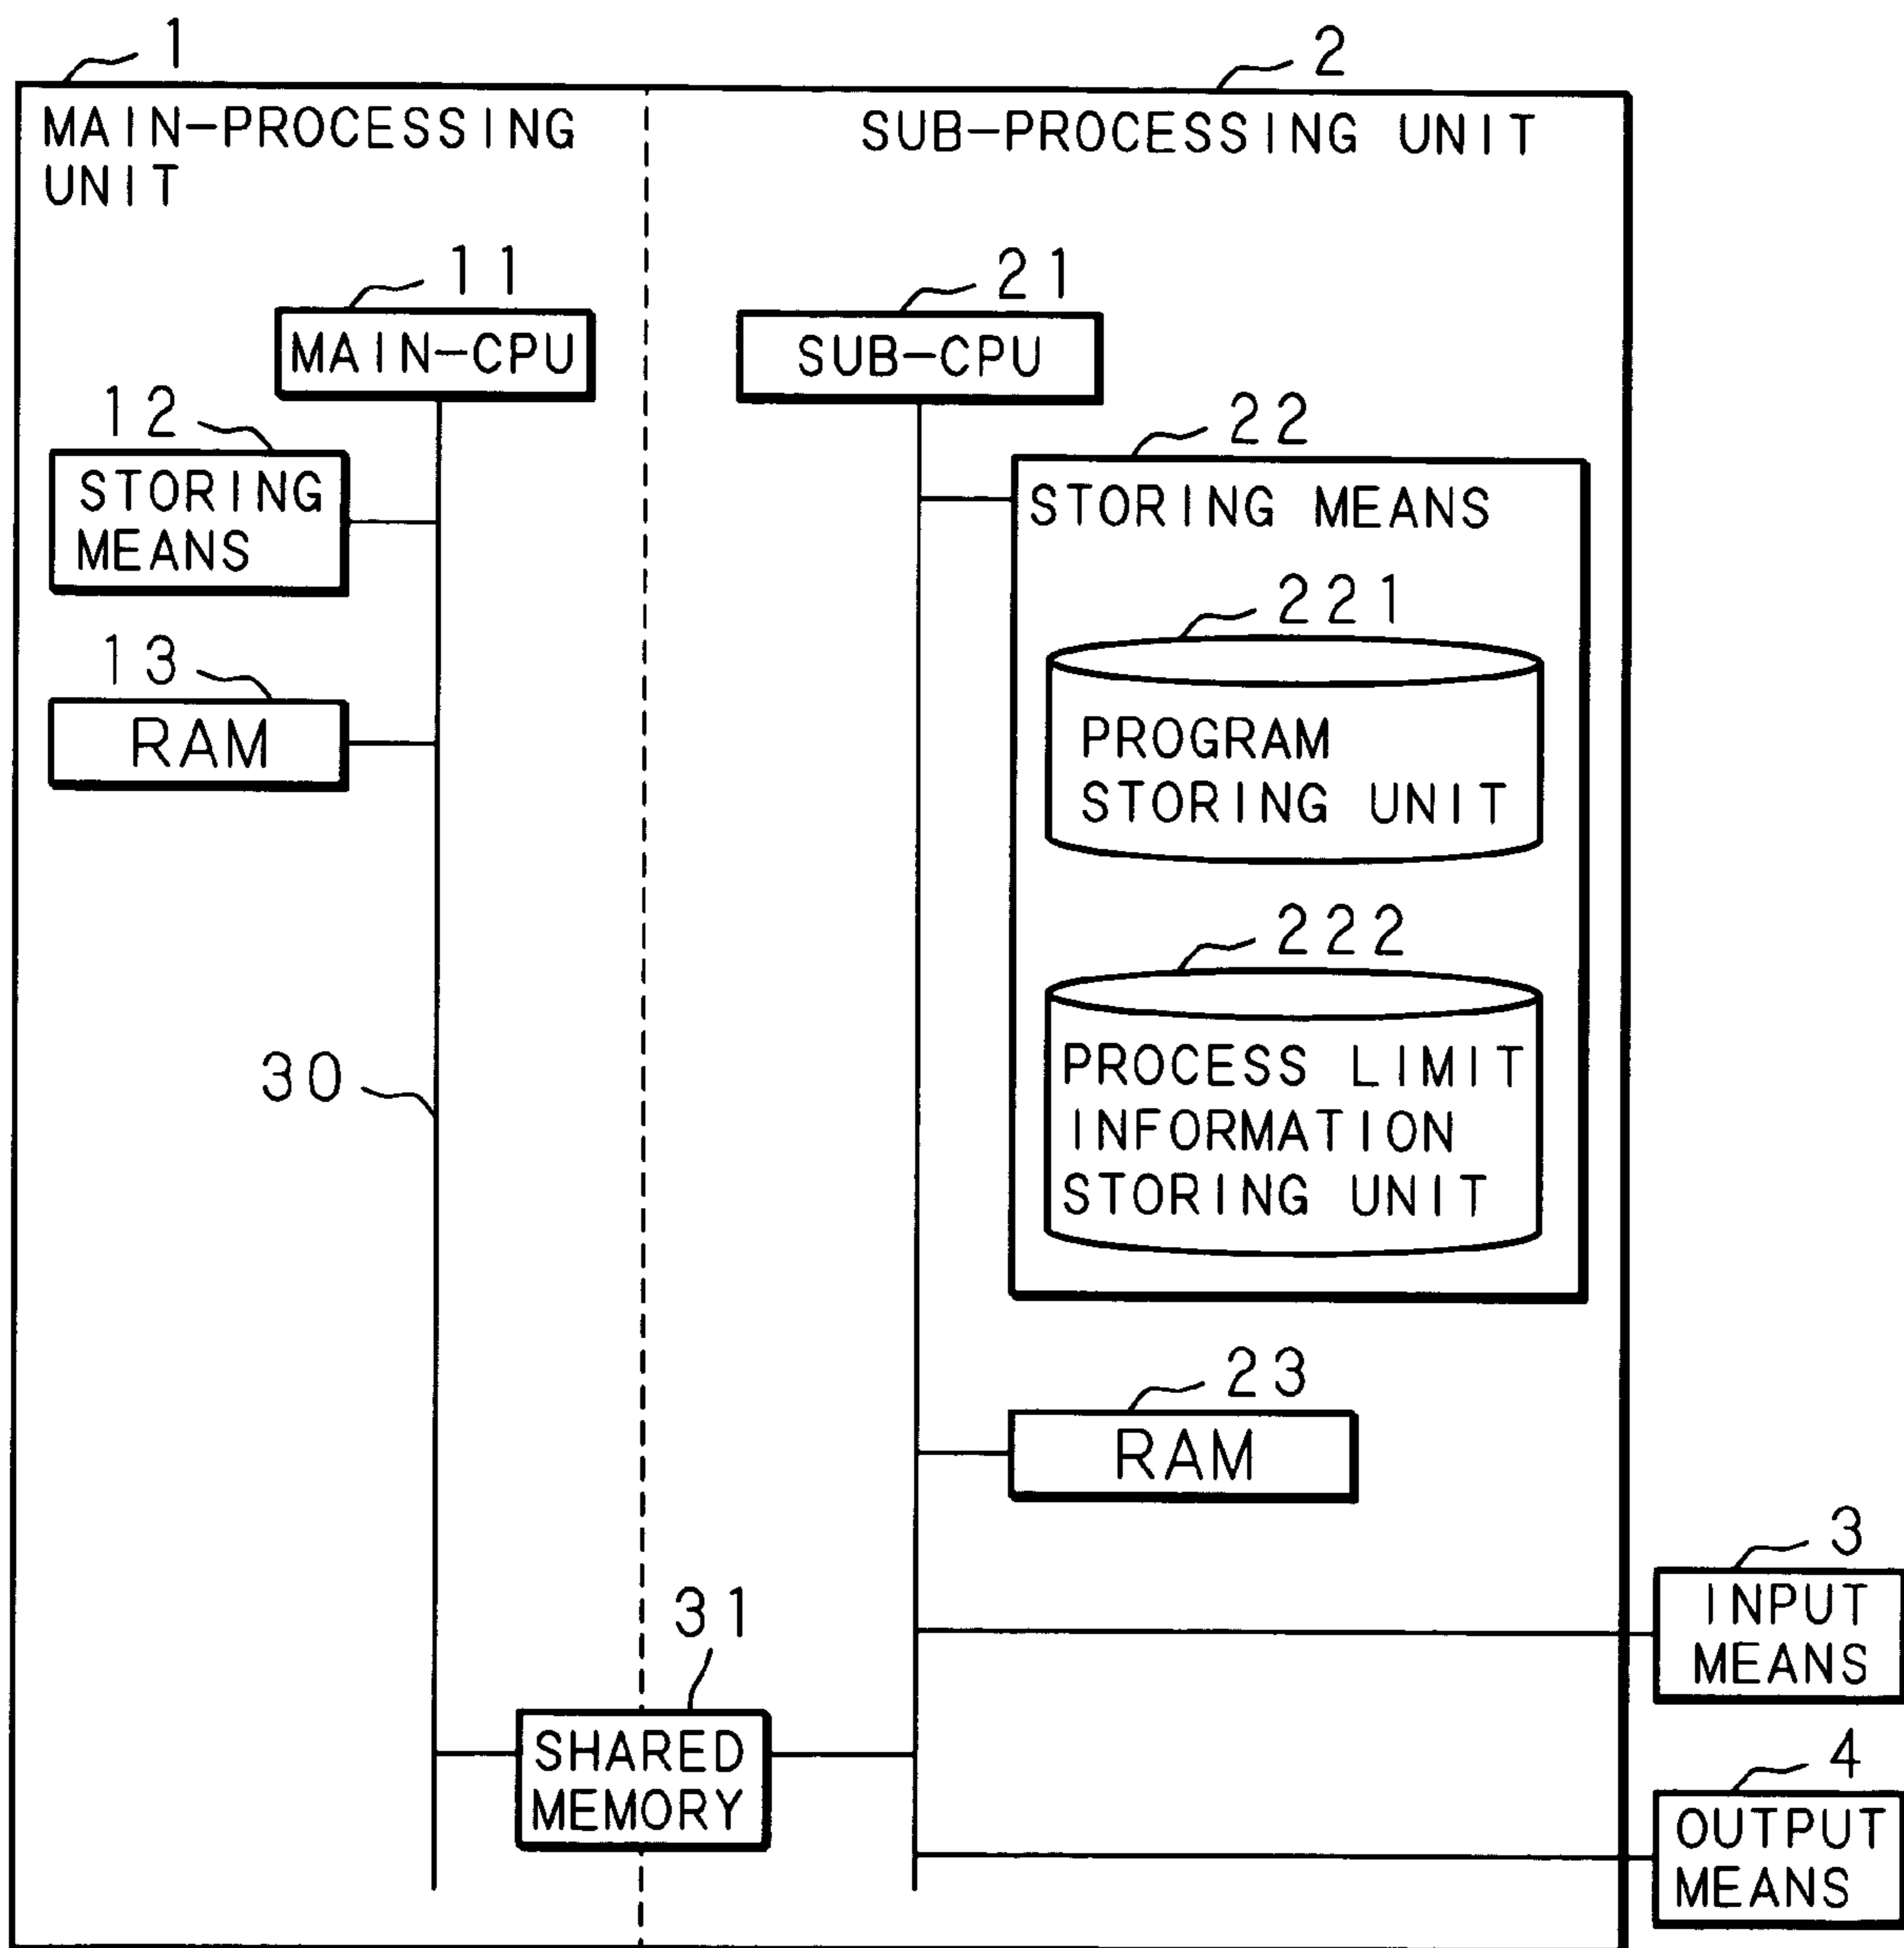 1
2
MAIN-PROCESSING
UNIT
SUB-PROCESSING UNIT
11
MAIN-CPU
21
SUB-CPU
12
STORING
MEANS
22
STORING MEANS
13
RAM
221
PROGRAM
STORING UNIT
222
PROCESS LIMIT
INFORMATION
STORING UNIT
30
23
RAM
3
INPUT
MEANS
31
SHARED
MEMORY
4
OUTPUT
MEANS